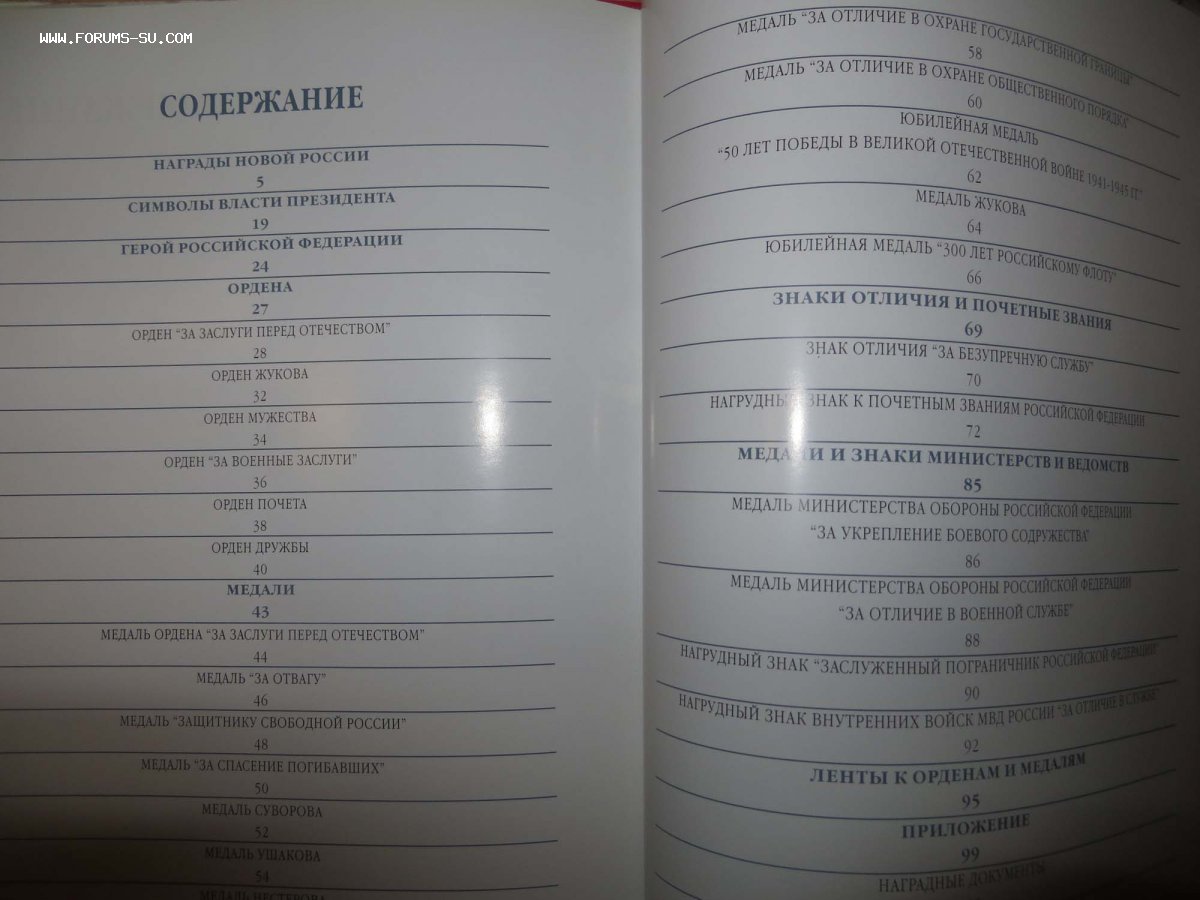 WWW.FORUMS-SU.COM
СОДЕРЖАНИЕ
НАГРАДЫ НОВОЙ РОССИИ
5
СИМВОЛЫ ВЛАСТИ ПРЕЗИДЕНТА
19
ГЕРОЙ РОССИЙСКОЙ ФЕДЕРАЦИИ
24
ОРДЕНА
27
ОРДЕН “ЗА ЗАСЛУГИ ПЕРЕД ОТЕЧЕСТВОМ”
28
ОРДЕН ЖУКОВА
32
ОРДЕН МУЖЕСТВА
34
ОРДЕН “ЗА ВОЕННЫЕ ЗАСЛУГИ”
36
ОРДЕН ПОЧЕТА
38
ОРДЕН ДРУЖБЫ
40
МЕДАЛИ
43
МЕДАЛЬ ОРДЕНА “ЗА ЗАСЛУГИ ПЕРЕД ОТЕЧЕСТВОМ”
44
МЕДАЛЬ “ЗА ОТВАГУ”
46
МЕДАЛЬ “ЗАЩИТНИКУ СВОБОДНОЙ РОССИИ”
48
МЕДАЛЬ “ЗА СПАСЕНИЕ ПОГИБАВШИХ”
50
МЕДАЛЬ СУВОРОВА
52
МЕДАЛЬ УШАКОВА
54
МЕДАЛЬ НЕСТЕРОВА
МЕДАЛЬ “ЗА ОТЛИЧИЕ В ОХРАНЕ ГОСУДАРСТВЕННОЙ ГРАНИЦЫ”
58
МЕДАЛЬ “ЗА ОТЛИЧИЕ В ОХРАНЕ ОБЩЕСТВЕННОГО ПОРЯДКА”
60
ЮБИЛЕЙНАЯ МЕДАЛЬ
“50 ЛЕТ ПОБЕДЫ В ВЕЛИКОЙ ОТЕЧЕСТВЕННОЙ ВОЙНЕ 1941-1945 ГГ.”
62
МЕДАЛЬ ЖУКОВА
64
ЮБИЛЕЙНАЯ МЕДАЛЬ “300 ЛЕТ РОССИЙСКОМУ ФЛОТУ”
66
ЗНАКИ ОТЛИЧИЯ И ПОЧЕТНЫЕ ЗВАНИЯ
69
ЗНАК ОТЛИЧИЯ “ЗА БЕЗУПРЕЧНУЮ СЛУЖБУ”
70
НАГРУДНЫЙ ЗНАК К ПОЧЕТНЫМ ЗВАНИЯМ РОССИЙСКОЙ ФЕДЕРАЦИИ
72
МЕДАЛИ И ЗНАКИ МИНИСТЕРСТВ И ВЕДОМСТВ
85
МЕДАЛЬ МИНИСТЕРСТВА ОБОРОНЫ РОССИЙСКОЙ ФЕДЕРАЦИИ
“ЗА УКРЕПЛЕНИЕ БОЕВОГО СОДРУЖЕСТВА”
86
МЕДАЛЬ МИНИСТЕРСТВА ОБОРОНЫ РОССИЙСКОЙ ФЕДЕРАЦИИ
“ЗА ОТЛИЧИЕ В ВОЕННОЙ СЛУЖБЕ”
88
НАГРУДНЫЙ ЗНАК “ЗАСЛУЖЕННЫЙ ПОГРАНИЧНИК РОССИЙСКОЙ ФЕДЕРАЦИИ”
90
НАГРУДНЫЙ ЗНАК ВНУТРЕННИХ ВОЙСК МВД РОССИИ “ЗА ОТЛИЧИЕ В СЛУЖБЕ”
92
ЛЕНТЫ К ОРДЕНАМ И МЕДАЛЯМ
95
ПРИЛОЖЕНИЕ
99
НАГРАДНЫЕ ДОКУМЕНТЫ